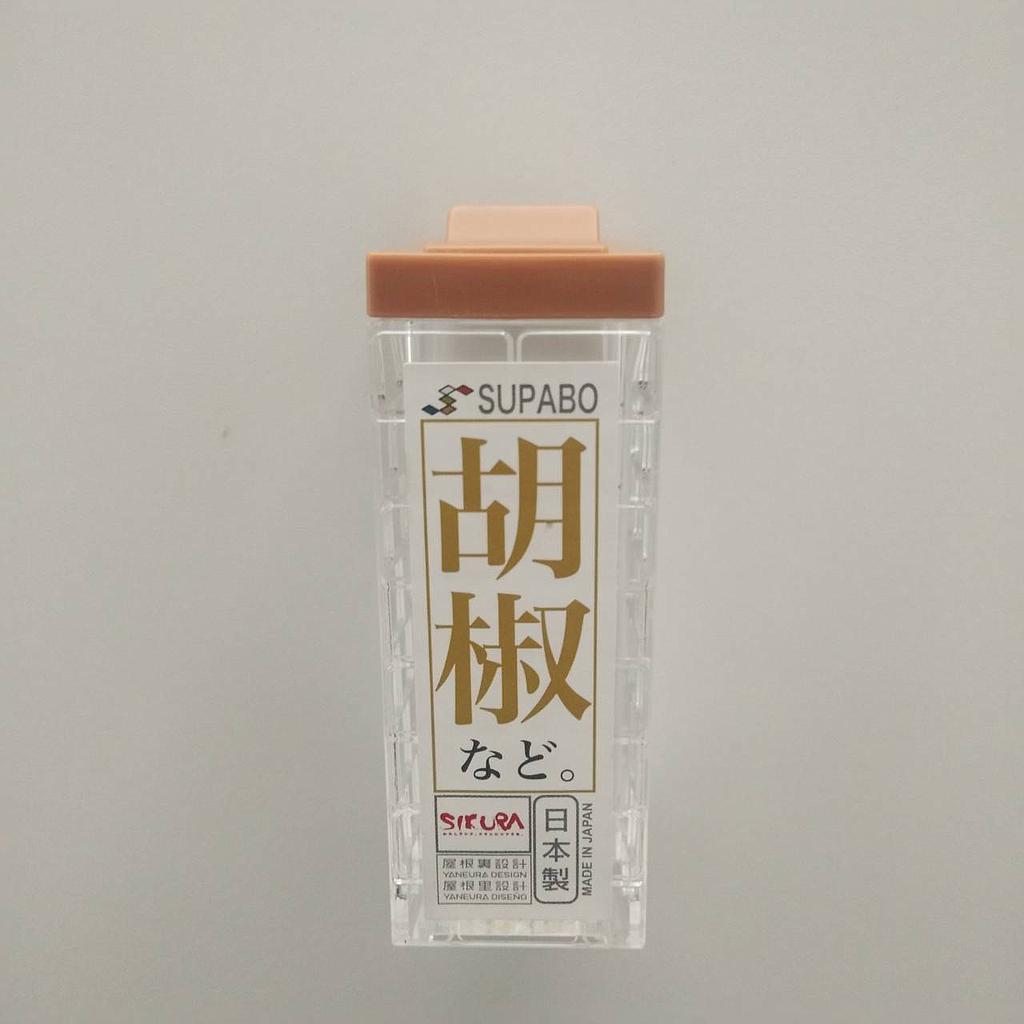 SUPABO
胡椒
など。
SIKURA
屋根裏設計
YANEURA DESIGN
屋根里設計
YANEURA DISEÑO
日本製
MADE IN JAPAN